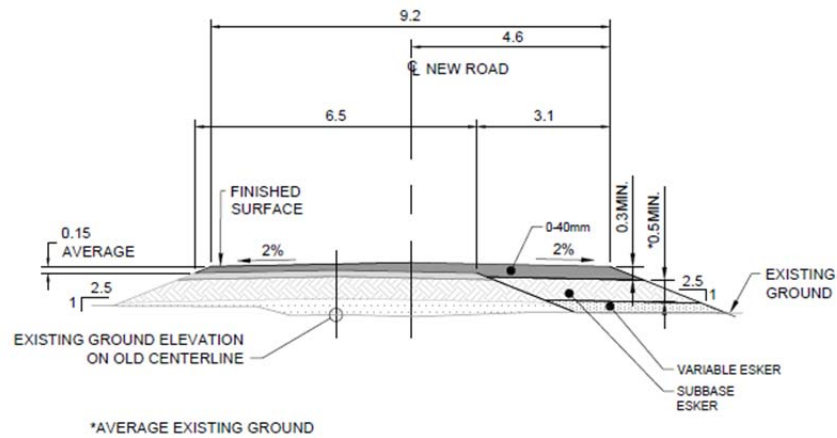 9.2
4.6
℄ NEW ROAD
6.5
3.1
FINISHED
SURFACE
0-40mm
0.3MIN.
*0.5MIN.
0.15
AVERAGE
2%
2%
2.5
1
2.5
1
EXISTING
GROUND
EXISTING GROUND ELEVATION
ON OLD CENTERLINE
VARIABLE ESKER
SUBBASE
ESKER
*AVERAGE EXISTING GROUND